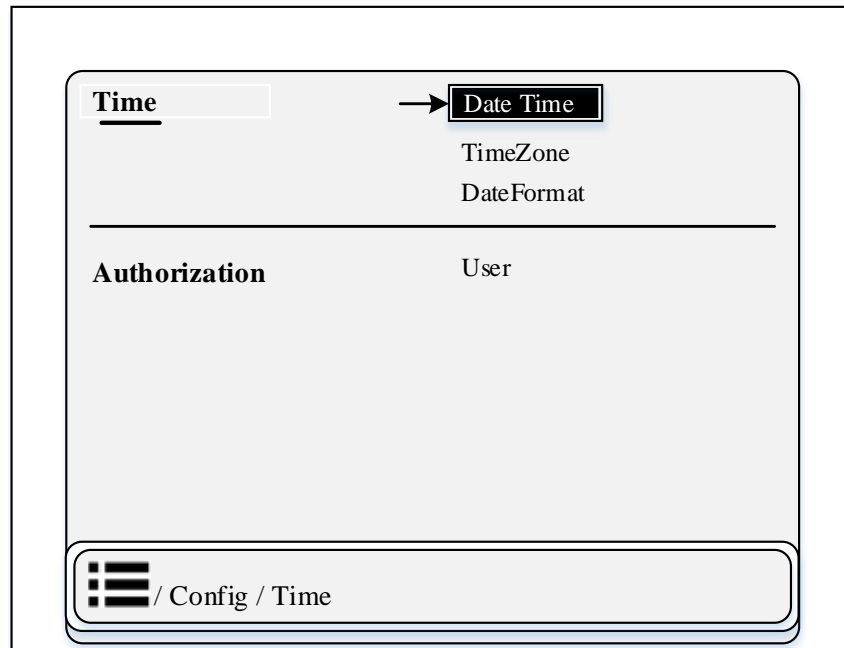 Time
Date Time
TimeZone
DateFormat
Authorization
User
/ Config / Time